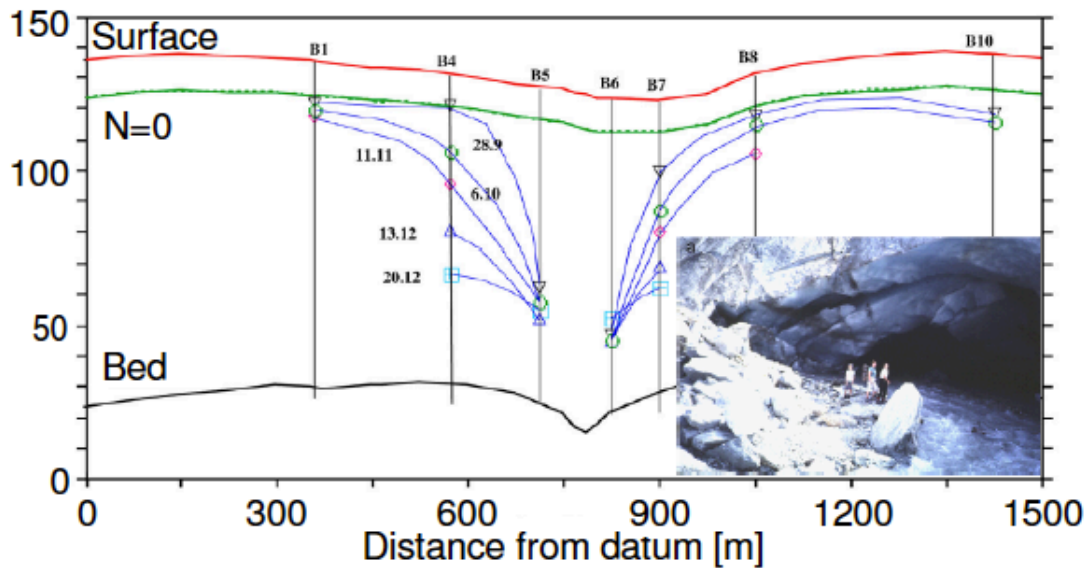 150
Surface
B1
B4
B5
B6
B7
B8
B10
N=0
100
11.11
28.9
6.10
13.12
20.12
a
50
Bed
0
0 300 600 900 1200 1500
Distance from datum [m]